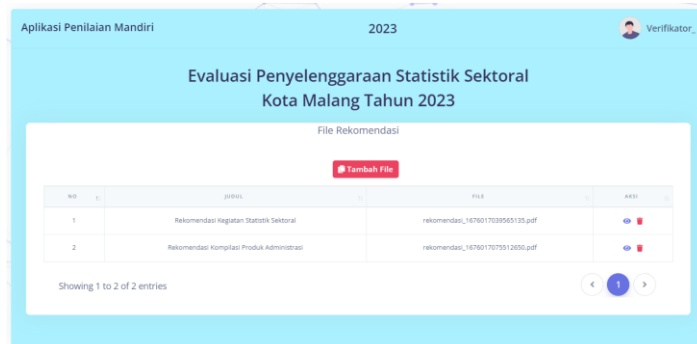 Aplikasi Penilaian Mandiri
2023
Verifikator_
Evaluasi Penyelenggaraan Statistik Sektoral
Kota Malang Tahun 2023
File Rekomendasi
Tambah File
NO JUDUL FILE AKSI
1 Rekomendasi Kegiatan Statistik Sektoral rekomendasi_1676017039565135.pdf
2 Rekomendasi Kompilasi Produk Administrasi rekomendasi_1676017075512650.pdf
Showing 1 to 2 of 2 entries
1